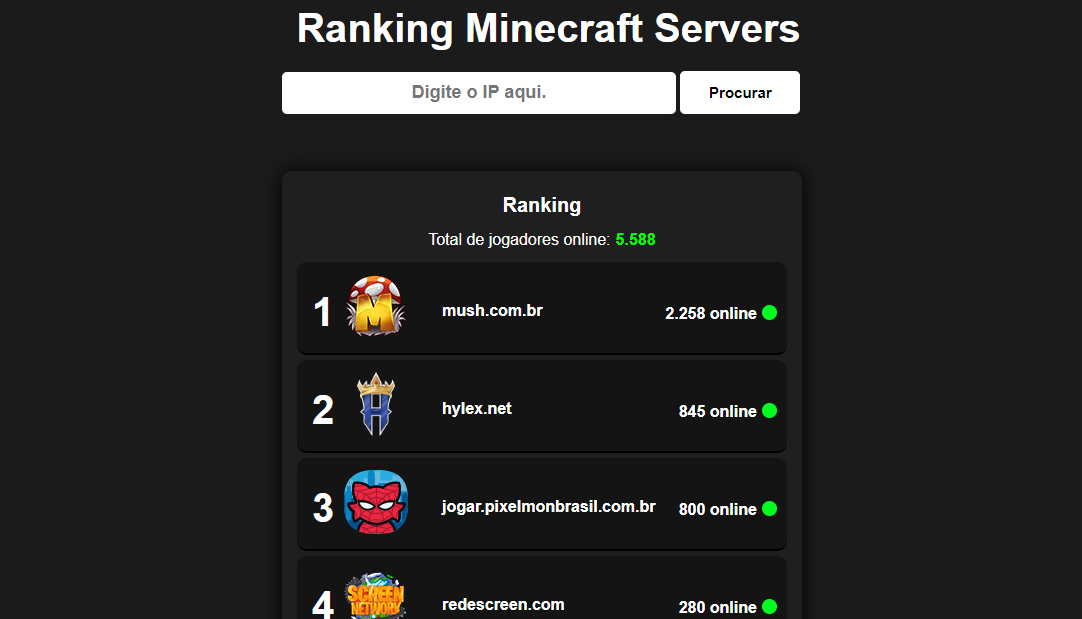 Ranking Minecraft Servers
Digite o IP aqui.
Procurar
Ranking
Total de jogadores online: 5.588
1 M mush.com.br 2.258 online
2 H hylex.net 845 online
3 jogar.pixelmonbrasil.com.br 800 online
4 SCREEN NETWORK redescreen.com 280 online